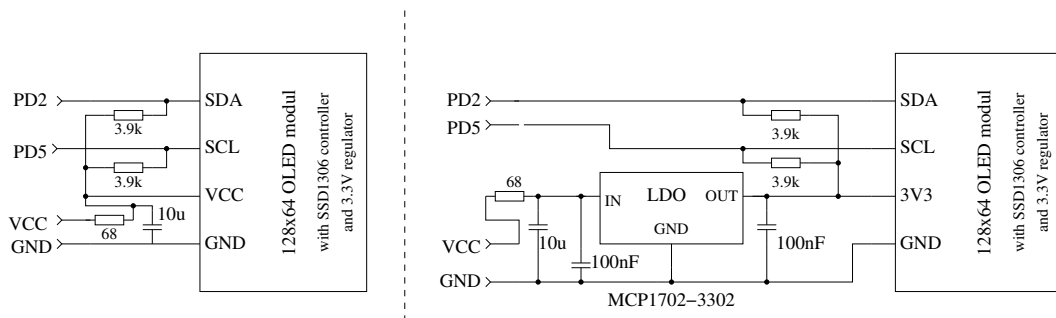 PD2
SDA
3.9k
PD5
SCL
3.9k
VCC
VCC
10u
68
GND
GND
128x64 OLED modul
with SSD1306 controller
and 3.3V regulator
PD2
SDA
PD5
3.9k
SCL
3.9k
68
IN
LDO
OUT
3V3
GND
VCC
10u
100nF
100nF
GND
GND
MCP1702-3302
128x64 OLED modul
with SSD1306 controller
and 3.3V regulator